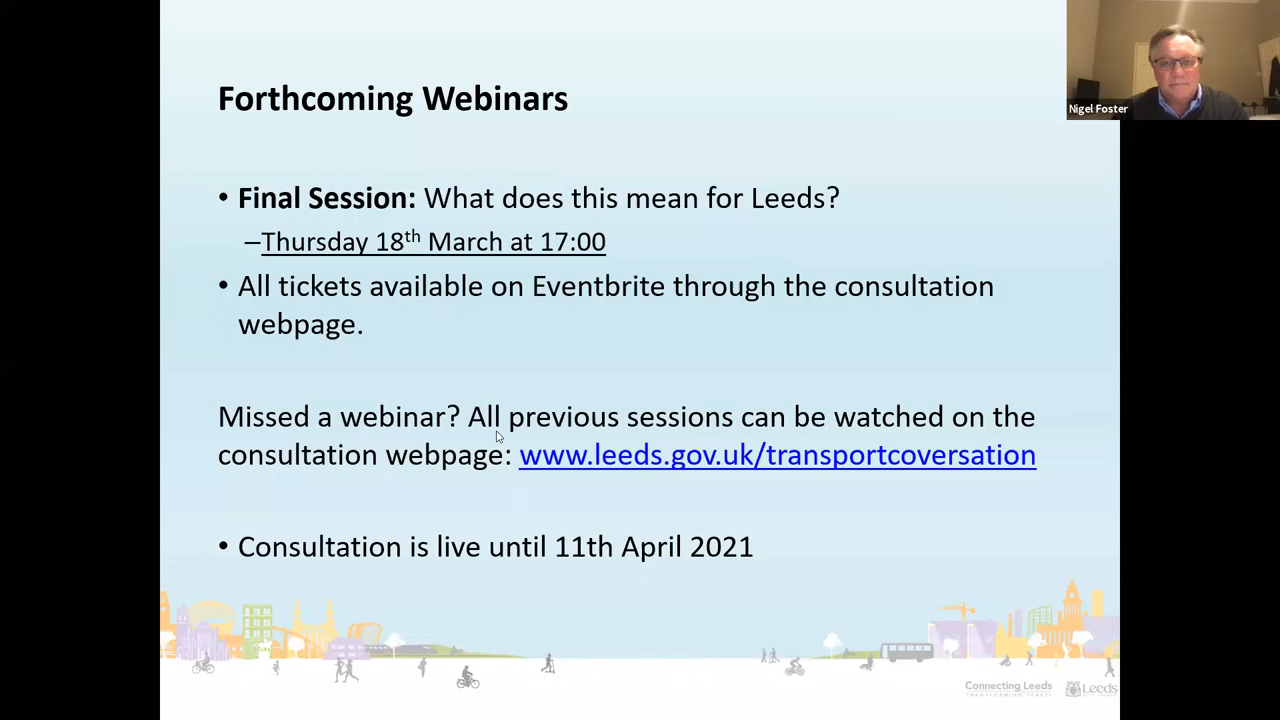 Forthcoming Webinars
Nigel Foster
• Final Session: What does this mean for Leeds?
–Thursday 18th March at 17:00
• All tickets available on Eventbrite through the consultation
webpage.
Missed a webinar? All previous sessions can be watched on the
consultation webpage: www.leeds.gov.uk/transportcoversation
• Consultation is live until 11th April 2021
Connecting Leeds
TRANSFORMING TRAVEL
Leeds